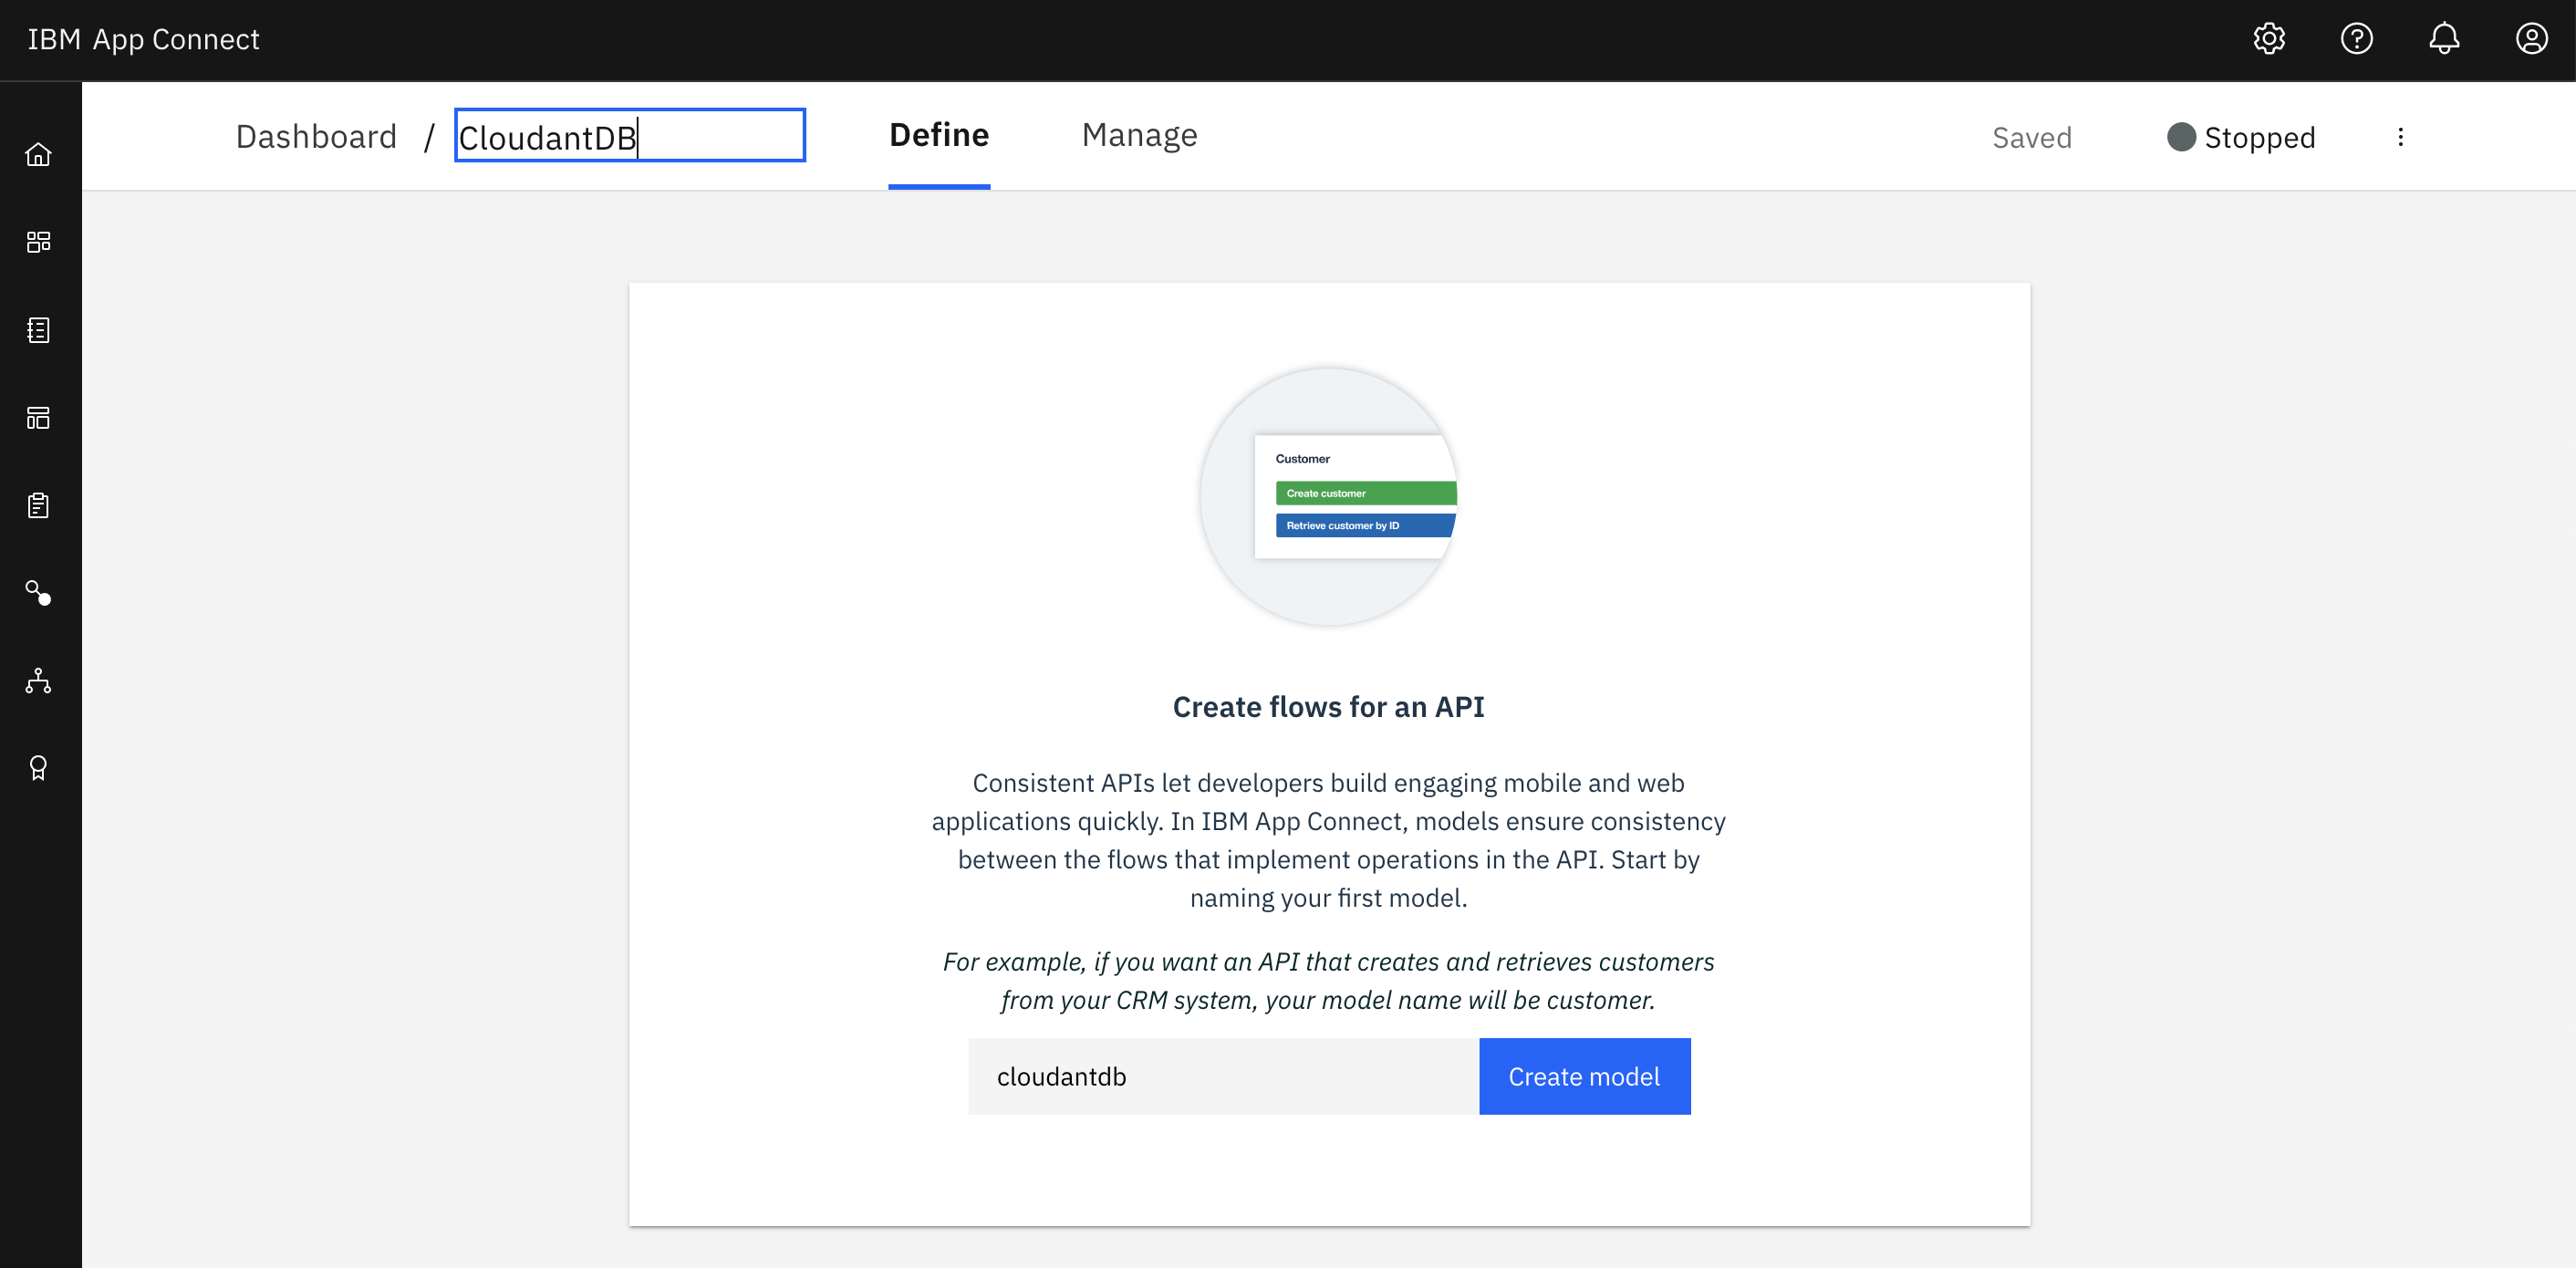 IBM App Connect
Dashboard / CloudantDB Define Manage Saved Stopped
Customer
Create customer
Retrieve customer by ID
Create flows for an API
Consistent APIs let developers build engaging mobile and web
applications quickly. In IBM App Connect, models ensure consistency
between the flows that implement operations in the API. Start by
naming your first model.
For example, if you want an API that creates and retrieves customers
from your CRM system, your model name will be customer.
cloudantdb Create model